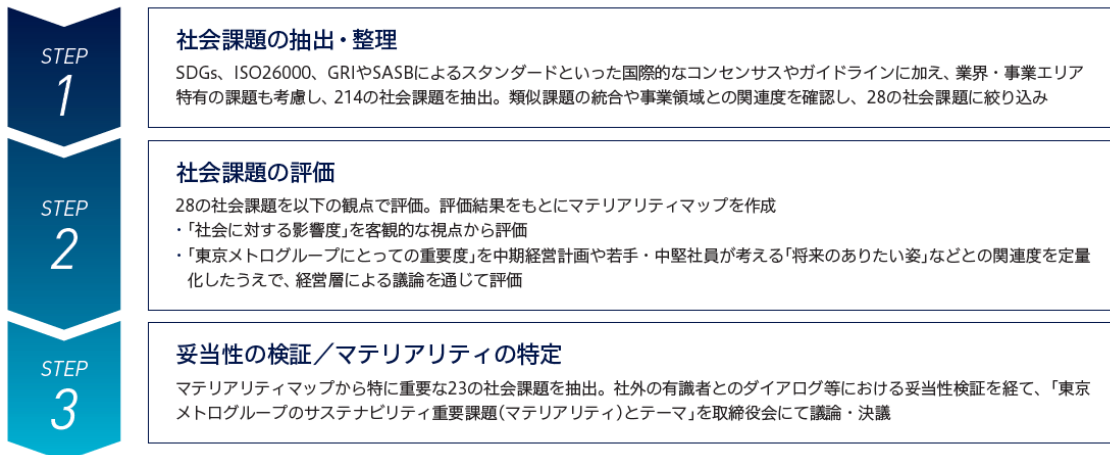 STEP
1
社会課題の抽出・整理
SDGs、ISO26000、GRIやSASBによるスタンダードといった国際的なコンセンサスやガイドラインに加え、業界・事業エリア
特有の課題も考慮し、214の社会課題を抽出。類似課題の統合や事業領域との関連度を確認し、28の社会課題に絞り込み
STEP
2
社会課題の評価
28の社会課題を以下の観点で評価。評価結果をもとにマテリアリティマップを作成
・「社会に対する影響度」を客観的な視点から評価
・「東京メトログループにとっての重要度」を中期経営計画や若手・中堅社員が考える「将来のありたい姿」などとの関連度を定量
化したうえで、経営層による議論を通じて評価
STEP
3
妥当性の検証／マテリアリティの特定
マテリアリティマップから特に重要な23の社会課題を抽出。社外の有識者とのダイアログ等における妥当性検証を経て、「東京
メトログループのサステナビリティ重要課題(マテリアリティ)とテーマ」を取締役会にて議論・決議